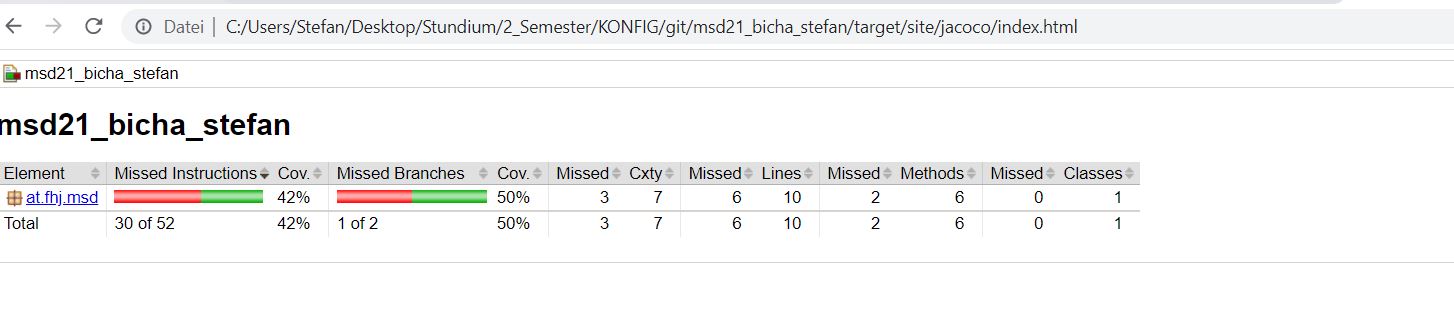 Datei C:/Users/Stefan/Desktop/Stundium/2_Semester/KONFIG/git/msd21_bicha_stefan/target/site/jacoco/index.html
msd21_bicha_stefan
msd21_bicha_stefan
Element Missed Instructions Cov. Missed Branches Cov. Missed Cxty Missed Lines Missed Methods Missed Classes
at.fhj.msd 42% 50% 3 7 6 10 2 6 0 1
Total 30 of 52 42% 1 of 2 50% 3 7 6 10 2 6 0 1